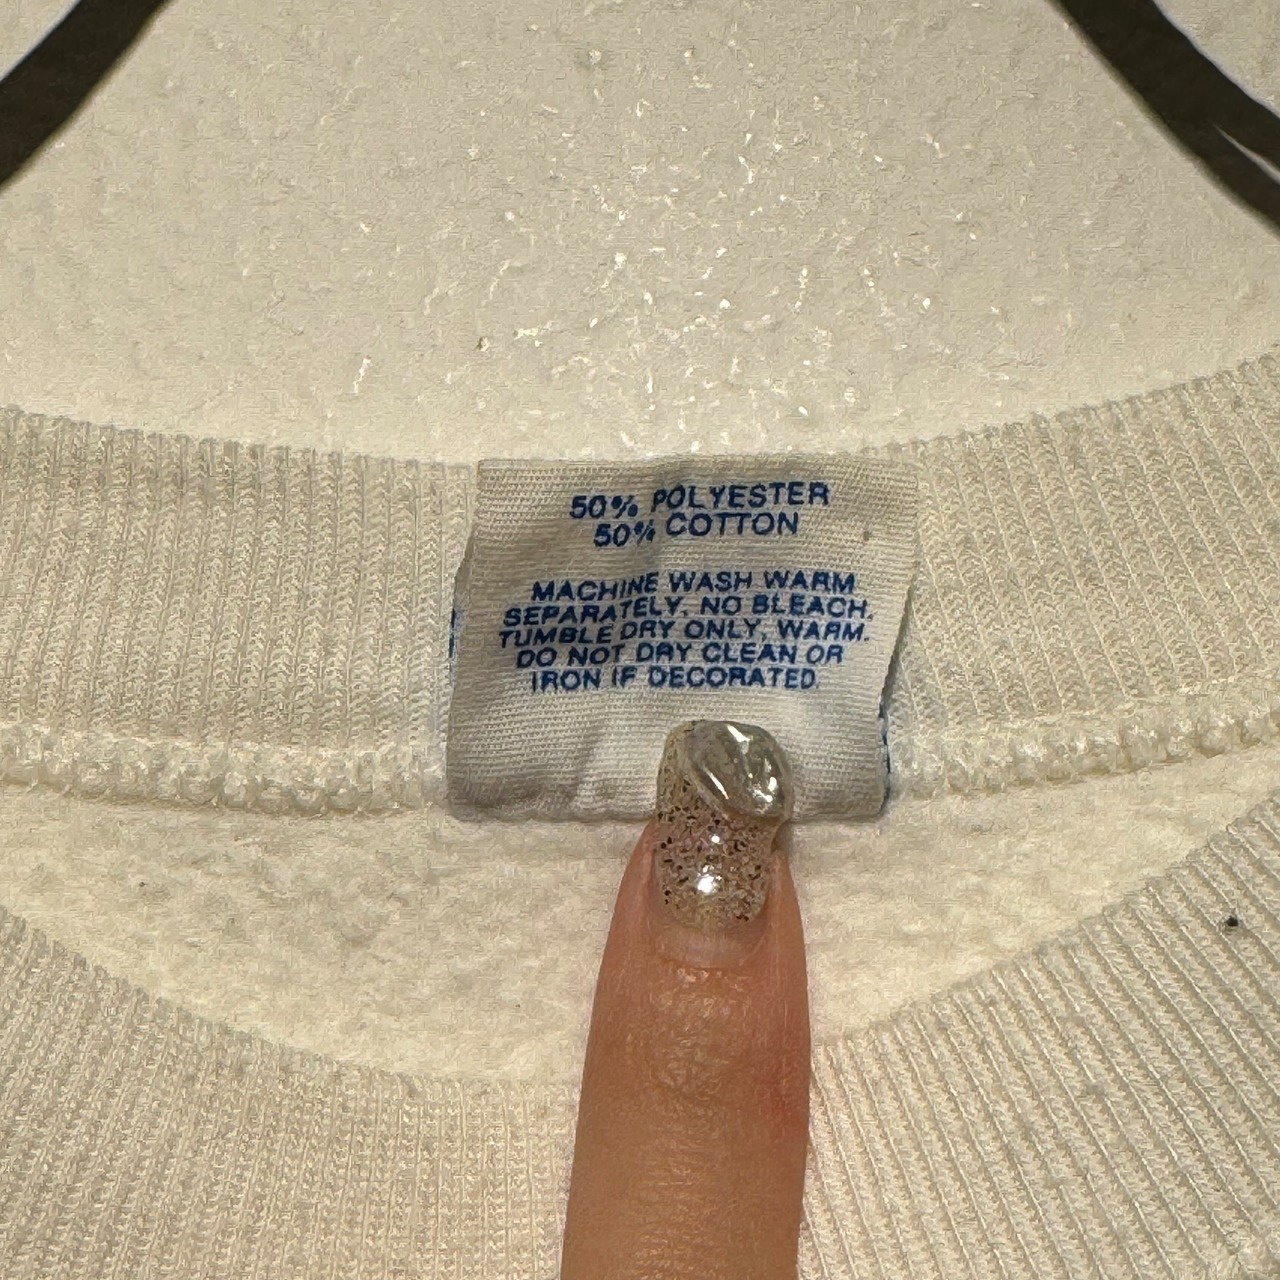 50% POLYESTER
50% COTTON
MACHINE WASH WARM
SEPARATELY, NO BLEACH.
TUMBLE DRY ONLY, WARM.
DO NOT DRY CLEAN OR
IRON IF DECORATED.